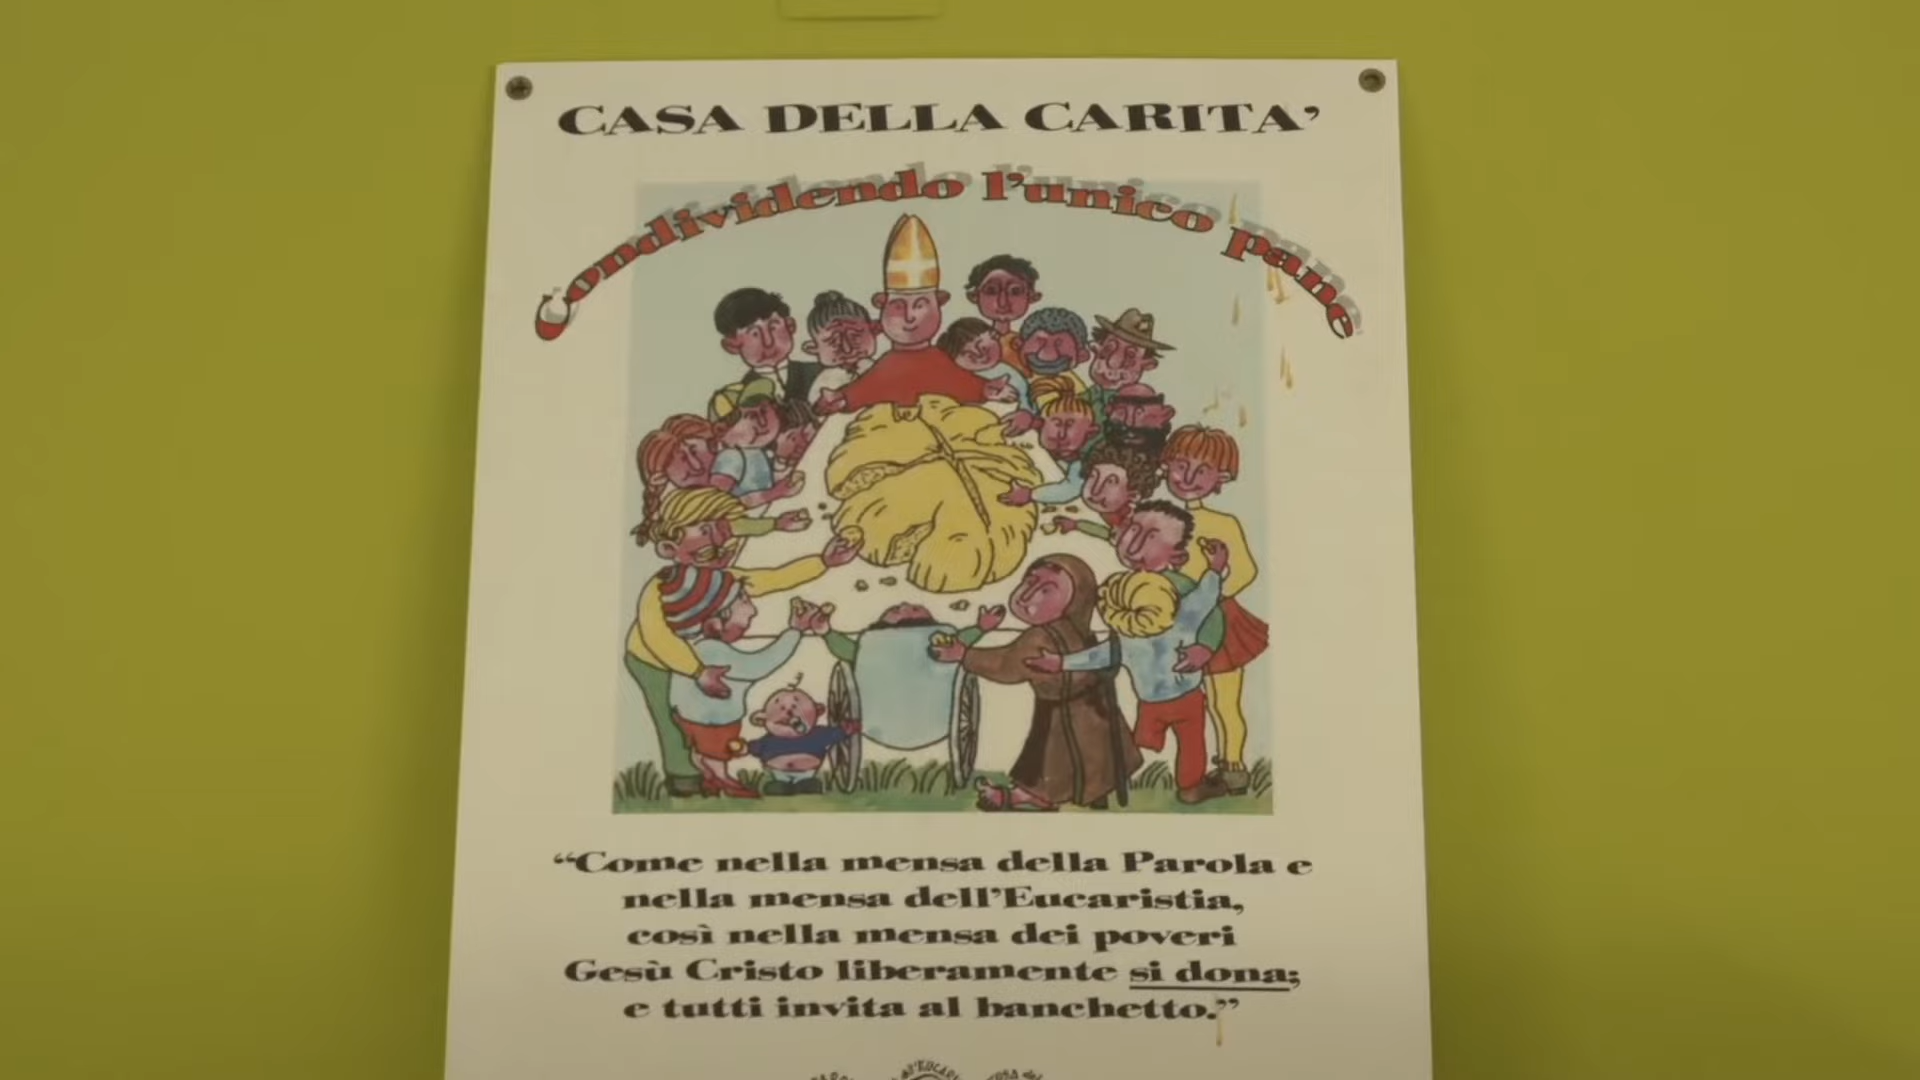 CASA DELLA CARITA'
Condividendo l'unico pane
“Come nella mensa della Parola e
nella mensa dell'Eucaristia,
così nella mensa dei poveri
Gesù Cristo liberamente si dona;
e tutti invita al banchetto.”